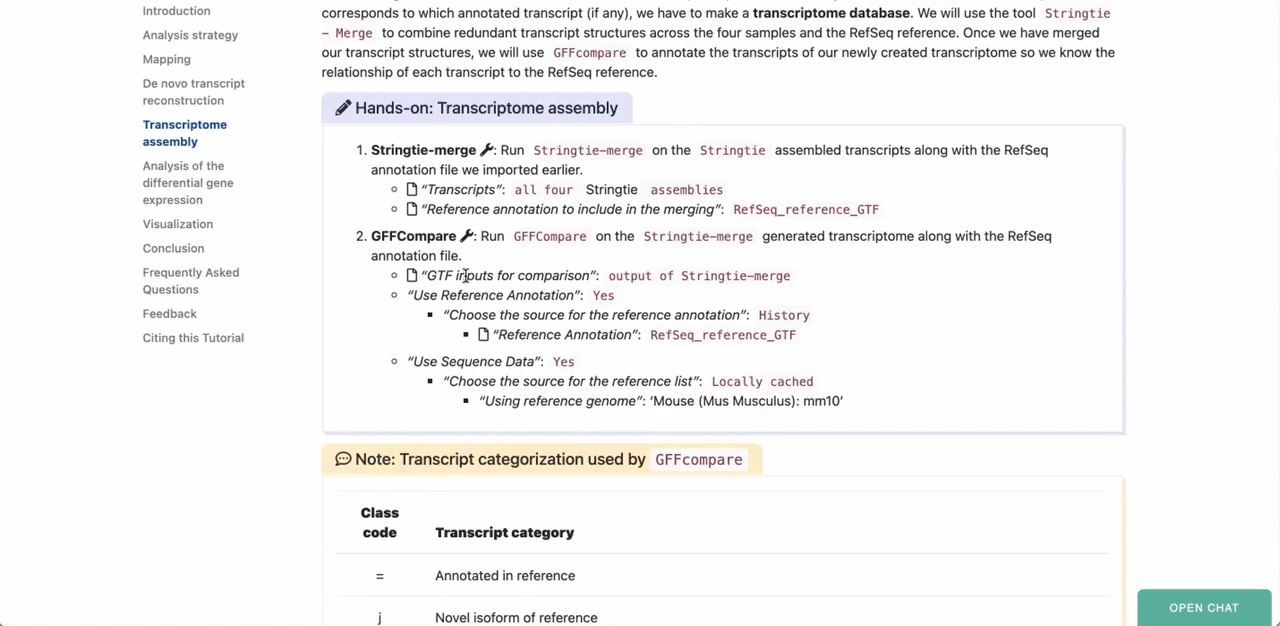 Introduction
Analysis strategy
Mapping
De novo transcript
reconstruction
Transcriptome
assembly
Analysis of the
differential gene
expression
Visualization
Conclusion
Frequently Asked
Questions
Feedback
Citing this Tutorial
corresponds to which annotated transcript (if any), we have to make a transcriptome database. We will use the tool Stringtie
- Merge to combine redundant transcript structures across the four samples and the RefSeq reference. Once we have merged
our transcript structures, we will use GFFcompare to annotate the transcripts of our newly created transcriptome so we know the
relationship of each transcript to the RefSeq reference.
Hands-on: Transcriptome assembly
1. Stringtie-merge : Run Stringtie-merge on the Stringtie assembled transcripts along with the RefSeq
annotation file we imported earlier.
“Transcripts”: all four Stringtie assemblies
“Reference annotation to include in the merging”: RefSeq_reference_GTF
2. GFFCompare : Run GFFCompare on the Stringtie-merge generated transcriptome along with the RefSeq
annotation file.
“GTF inputs for comparison”: output of Stringtie-merge
“Use Reference Annotation”: Yes
“Choose the source for the reference annotation”: History
“Reference Annotation”: RefSeq_reference_GTF
“Use Sequence Data”: Yes
“Choose the source for the reference list”: Locally cached
“Using reference genome”: ‘Mouse (Mus Musculus): mm10’
Note: Transcript categorization used by GFFcompare
Class
code
Transcript category
= Annotated in reference
j Novel isoform of reference
OPEN CHAT